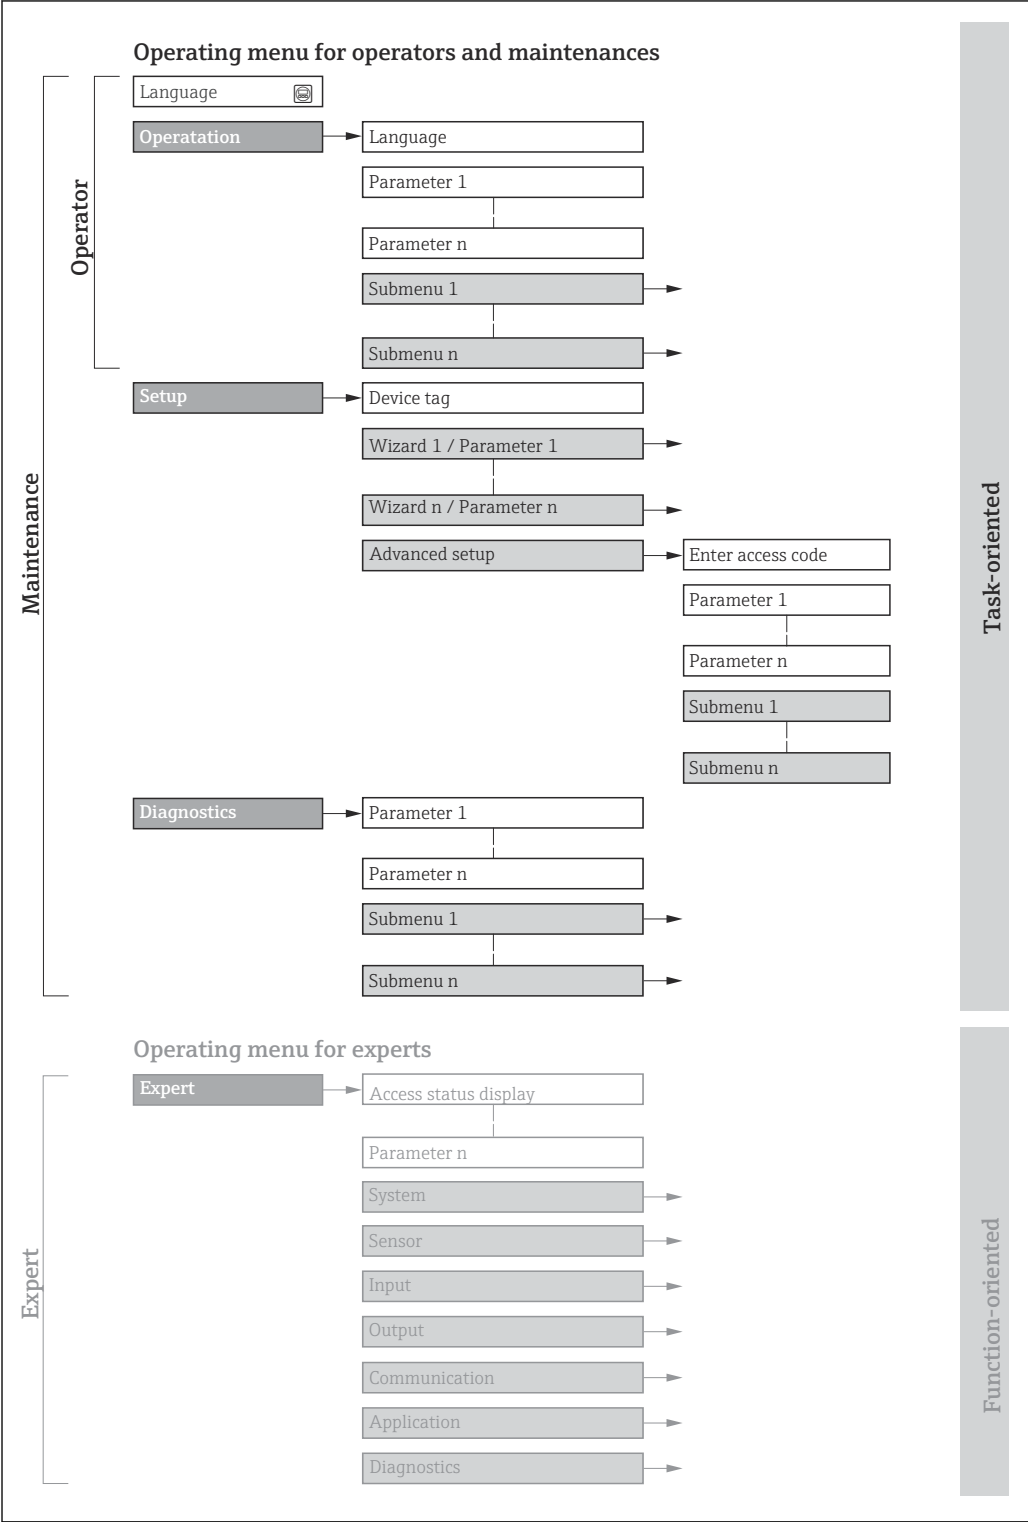 Operating menu for operators and maintenances
Language
Operatation
Language
Parameter 1
Parameter n
Submenu 1
Submenu n
Operator
Setup
Device tag
Wizard 1 / Parameter 1
Wizard n / Parameter n
Advanced setup
Enter access code
Parameter 1
Parameter n
Submenu 1
Submenu n
Maintenance
Task-oriented
Diagnostics
Parameter 1
Parameter n
Submenu 1
Submenu n
Operating menu for experts
Expert
Access status display
Parameter n
System
Sensor
Input
Output
Communication
Application
Diagnostics
Expert
Function-oriented